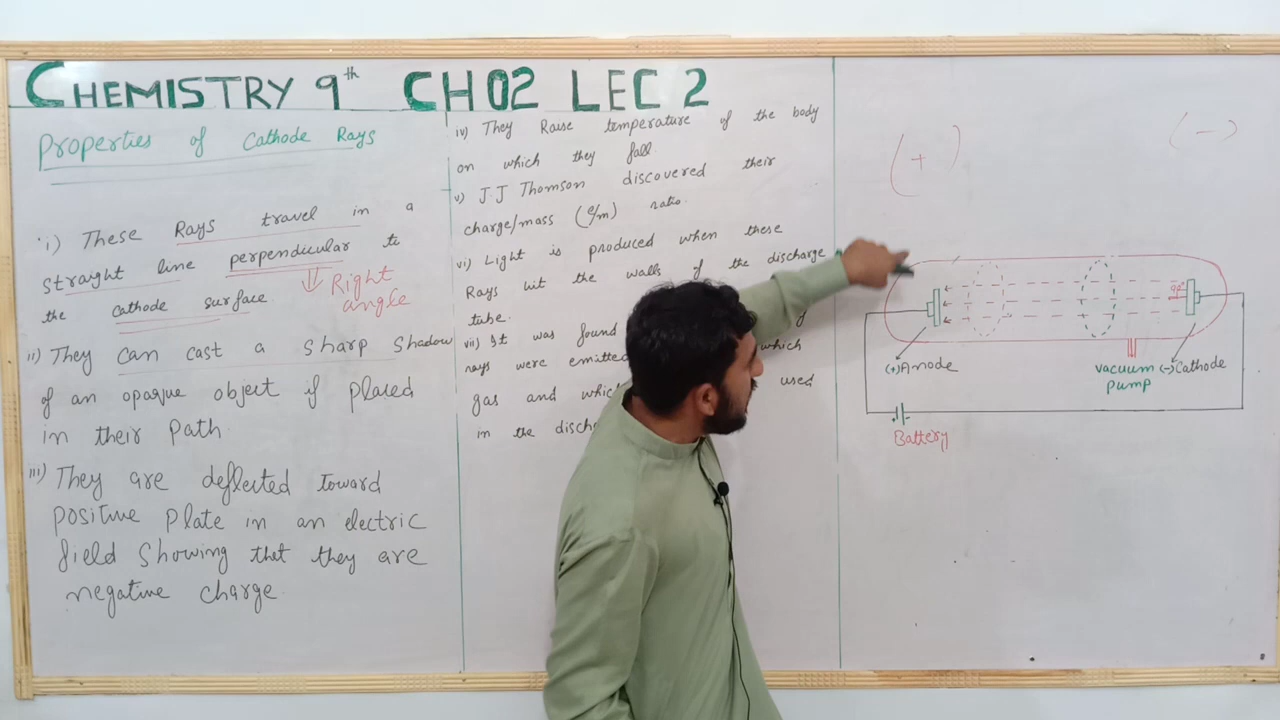 CHEMISTRY 9th CH02 LEC 2
Properties of Cathode Rays
i) These Rays travel in a
straight line perpendicular to
the cathode surface
Right
angle
ii) They can cast a sharp shadow
of an opaque object if placed
in their path.
iii) They are deflected toward
positive plate in an electric
field showing that they are
negative charge.
iv) They Raise temperature of the body
on which they fall.
v) J J Thomson discovered their
charge/mass (e/m) ratio.
vi) Light is produced when these
Rays hit the walls of the discharge
tube.
vii) It was found
rays were emitted which
gas and used
in the
(+)
(-)
90°
(+) Anode
vacuum
pump
(-) Cathode
Battery
+ -